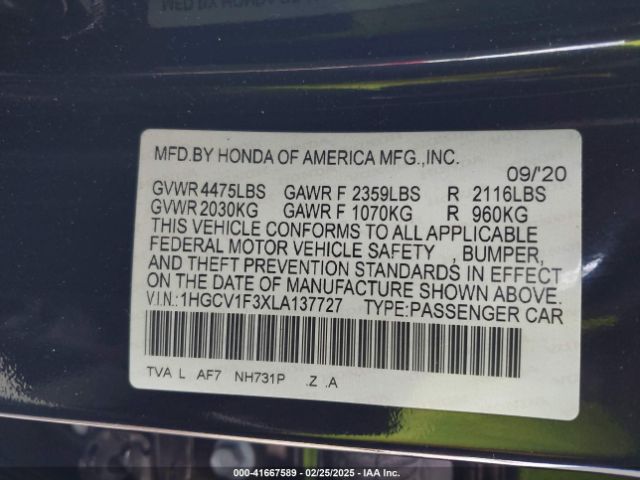 MFD.BY HONDA OF AMERICA MFG.,INC.
09/'20
GVWR 4475LBS GAWR F 2359LBS R 2116LBS
GVWR 2030KG GAWR F 1070KG R 960KG
THIS VEHICLE CONFORMS TO ALL APPLICABLE
FEDERAL MOTOR VEHICLE SAFETY , BUMPER,
AND THEFT PREVENTION STANDARDS IN EFFECT
ON THE DATE OF MANUFACTURE SHOWN ABOVE.
V.I.N.:1HGCV1F3XLA137727 TYPE:PASSENGER CAR
TVA L AF7 NH731P .Z .A
000-41667589 - 02/25/2025 - IAA Inc.